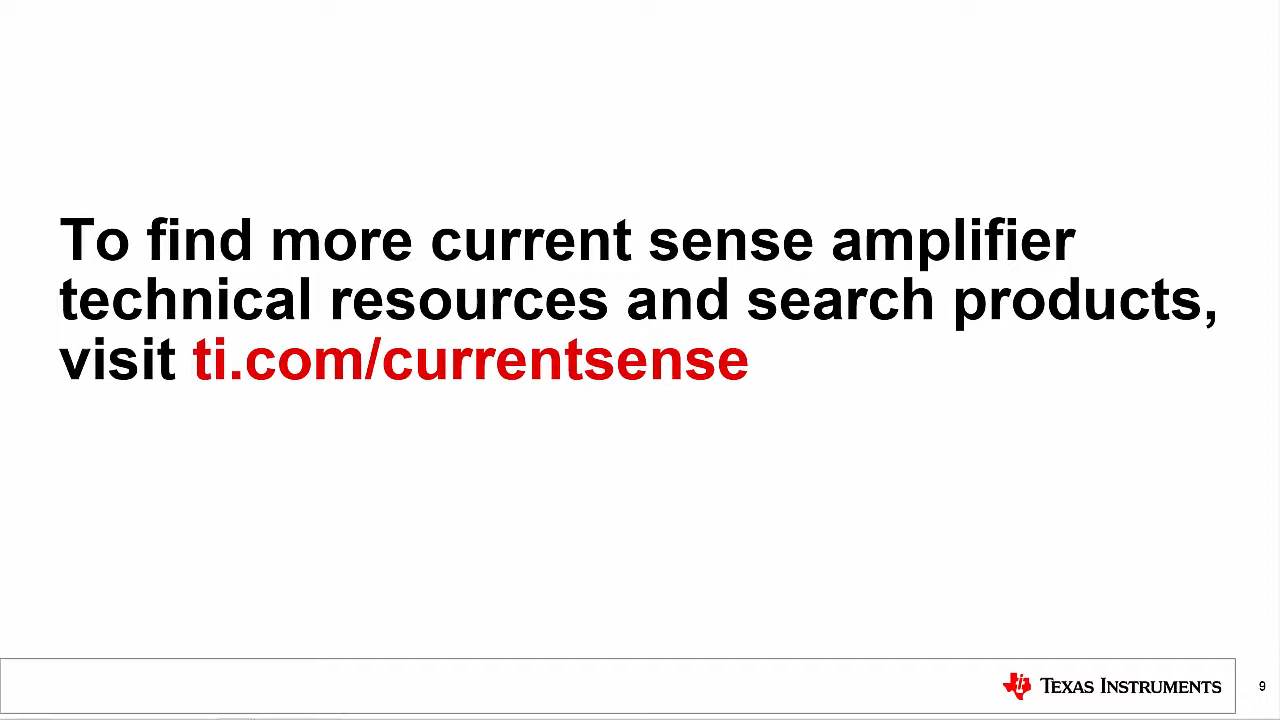 To find more current sense amplifier
technical resources and search products,
visit ti.com/currentsense
TEXAS INSTRUMENTS
9